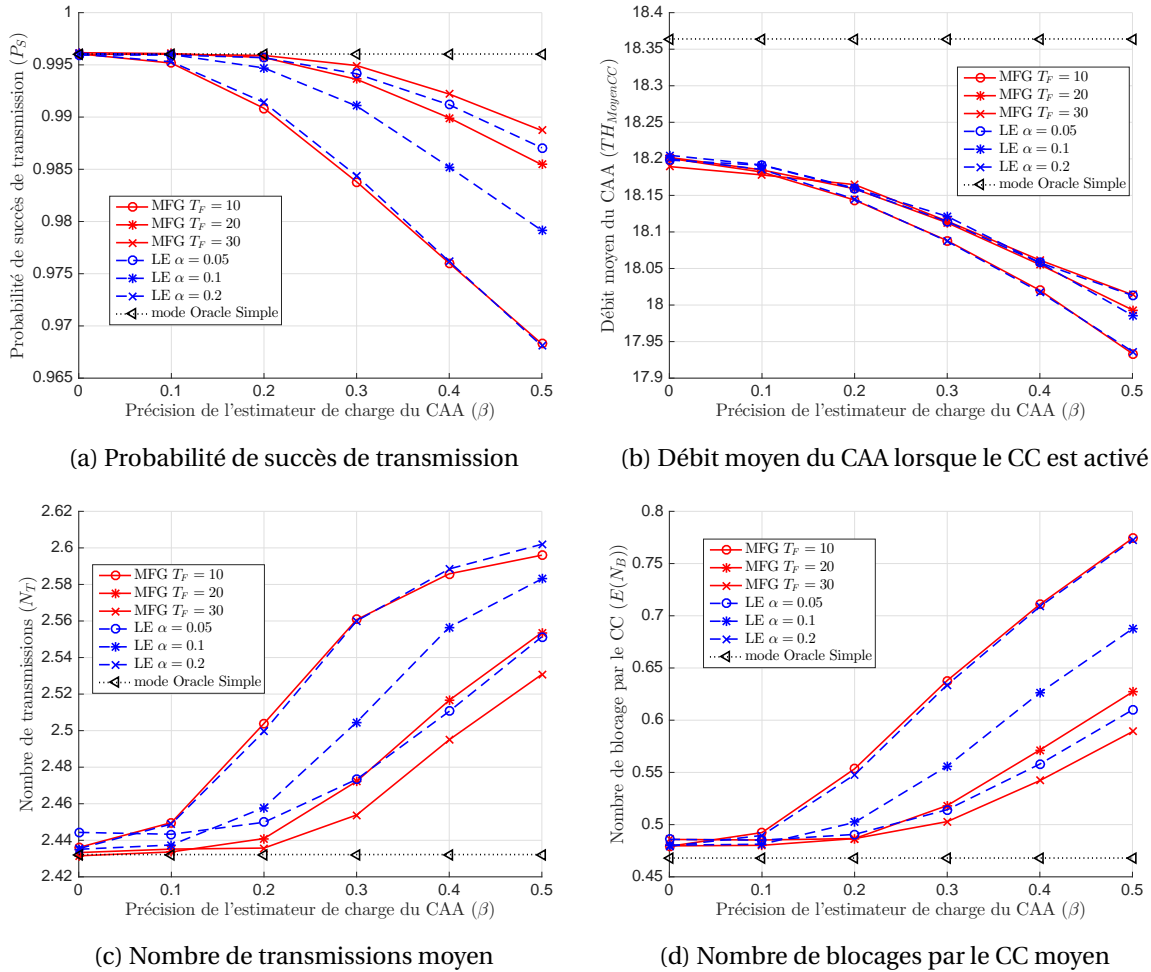 1
0.995
0.99
0.985
0.98
0.975
0.97
0.965
0
0.1
0.2
0.3
0.4
0.5
Probabilité de succès de transmission (P_S)
MFG T_F = 10
MFG T_F = 20
MFG T_F = 30
LE α = 0.05
LE α = 0.1
LE α = 0.2
mode Oracle Simple
Précision de l'estimateur de charge du CAA (β)
(a) Probabilité de succès de transmission
18.4
18.35
18.3
18.25
18.2
18.15
18.1
18.05
18
17.95
17.9
0
0.1
0.2
0.3
0.4
0.5
Débit moyen du CAA (TH_{MoyenCC})
MFG T_F = 10
MFG T_F = 20
MFG T_F = 30
LE α = 0.05
LE α = 0.1
LE α = 0.2
mode Oracle Simple
Précision de l'estimateur de charge du CAA (β)
(b) Débit moyen du CAA lorsque le CC est activé
2.62
2.6
2.58
2.56
2.54
2.52
2.5
2.48
2.46
2.44
2.42
0
0.1
0.2
0.3
0.4
0.5
Nombre de transmissions (N_T)
MFG T_F = 10
MFG T_F = 20
MFG T_F = 30
LE α = 0.05
LE α = 0.1
LE α = 0.2
mode Oracle Simple
Précision de l'estimateur de charge du CAA (β)
(c) Nombre de transmissions moyen
0.8
0.75
0.7
0.65
0.6
0.55
0.5
0.45
0
0.1
0.2
0.3
0.4
0.5
Nombre de blocage par le CC (E(N_B))
MFG T_F = 10
MFG T_F = 20
MFG T_F = 30
LE α = 0.05
LE α = 0.1
LE α = 0.2
mode Oracle Simple
Précision de l'estimateur de charge du CAA (β)
(d) Nombre de blocages par le CC moyen